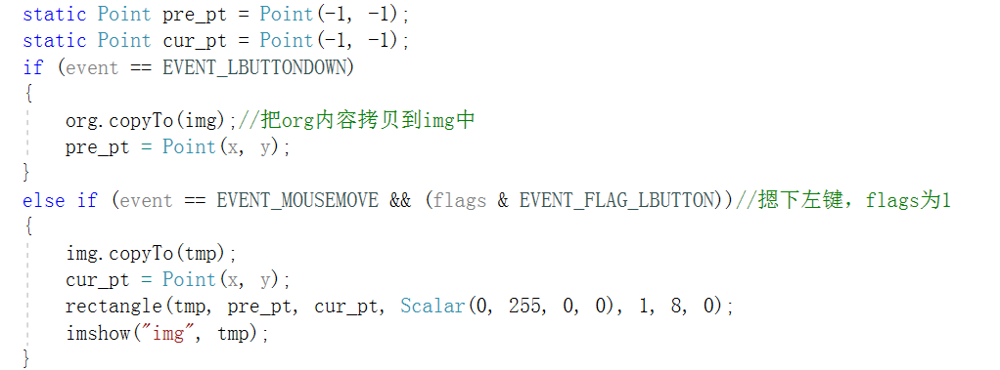 static Point pre_pt = Point(-1, -1);
static Point cur_pt = Point(-1, -1);
if (event == EVENT_LBUTTONDOWN)
{
org.copyTo(img);//把org内容拷贝到img中
pre_pt = Point(x, y);
}
else if (event == EVENT_MOUSEMOVE && (flags & EVENT_FLAG_LBUTTON))//摁下左键，flags为1
{
img.copyTo(tmp);
cur_pt = Point(x, y);
rectangle(tmp, pre_pt, cur_pt, Scalar(0, 255, 0, 0), 1, 8, 0);
imshow("img", tmp);
}